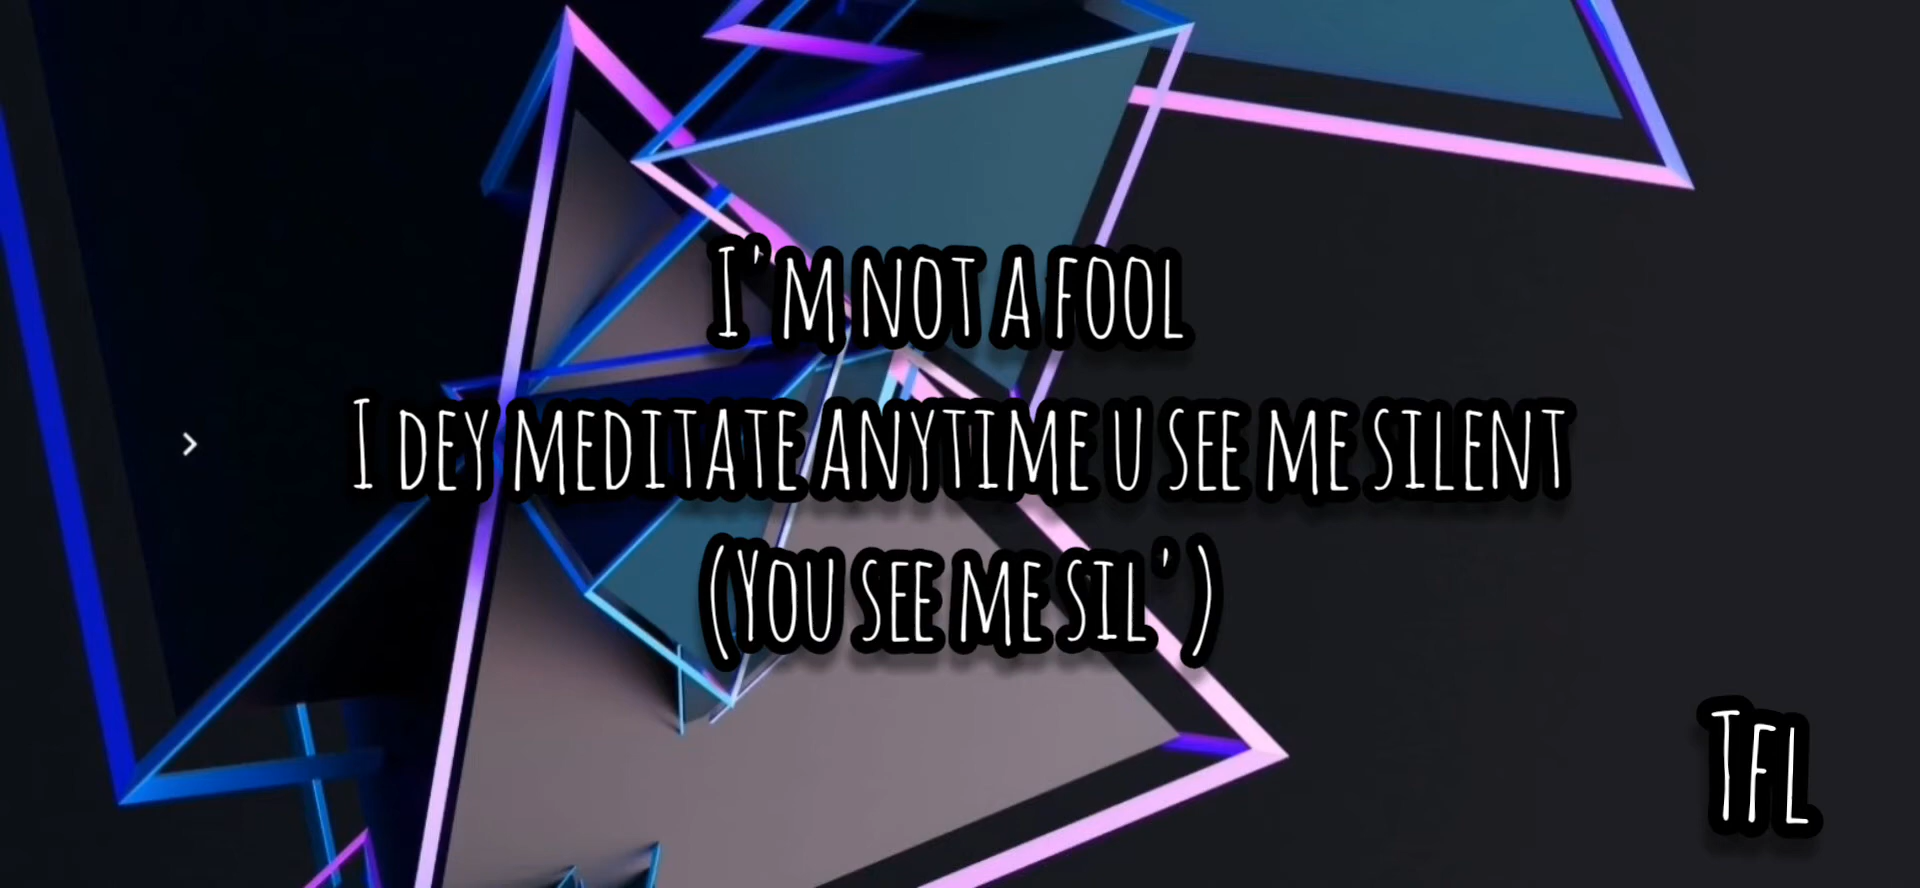 I'm not a fool
I dey meditate anytime u see me silent
(You see me sil')
TFL